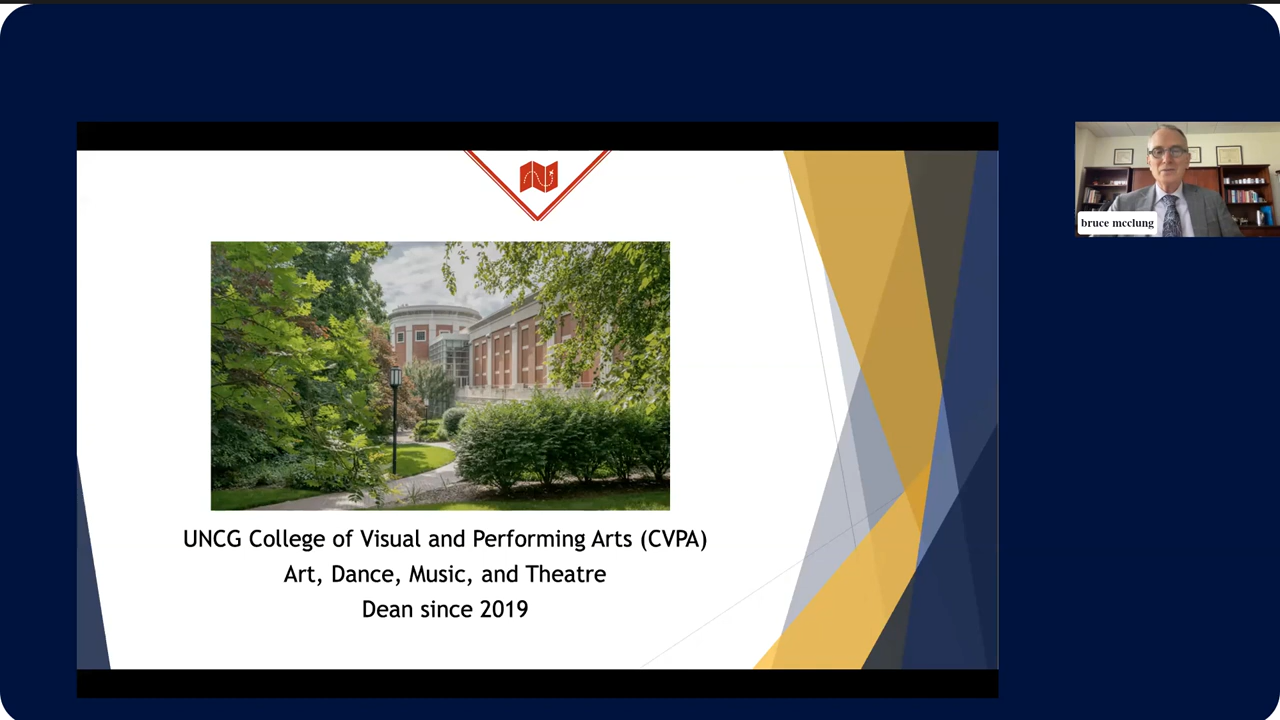 UNCG College of Visual and Performing Arts (CVPA)
Art, Dance, Music, and Theatre
Dean since 2019
bruce mcclung